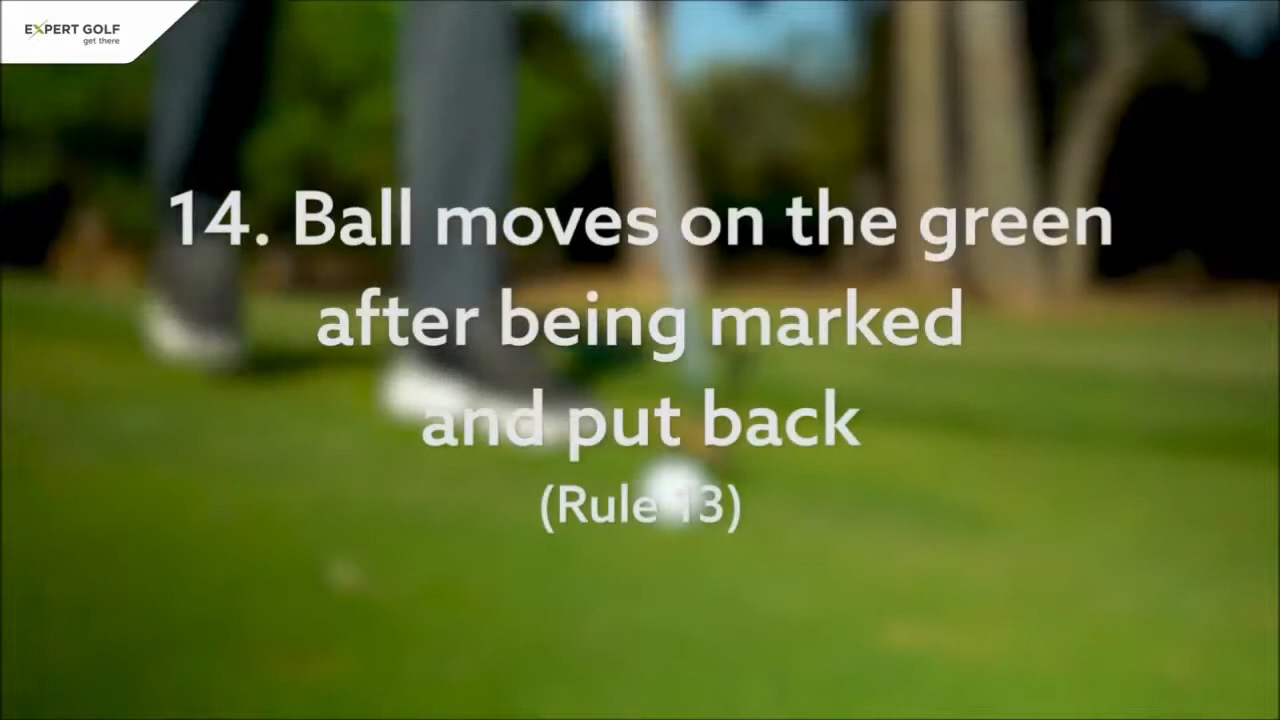 EXPERT GOLF
get there
14. Ball moves on the green
after being marked
and put back
(Rule 13)